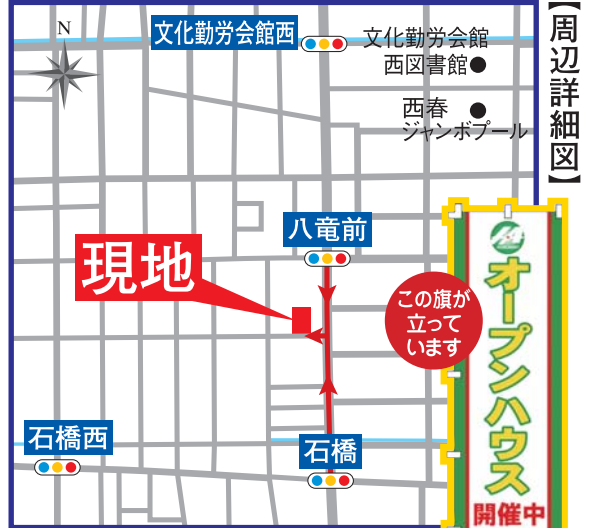 【周辺詳細図】
N
文化勤労会館西
文化勤労会館
西図書館●
西春
ジャンボプール
●
八竜前
現地
この旗が
立って
います
オープンハウス
開催中
石橋西
石橋